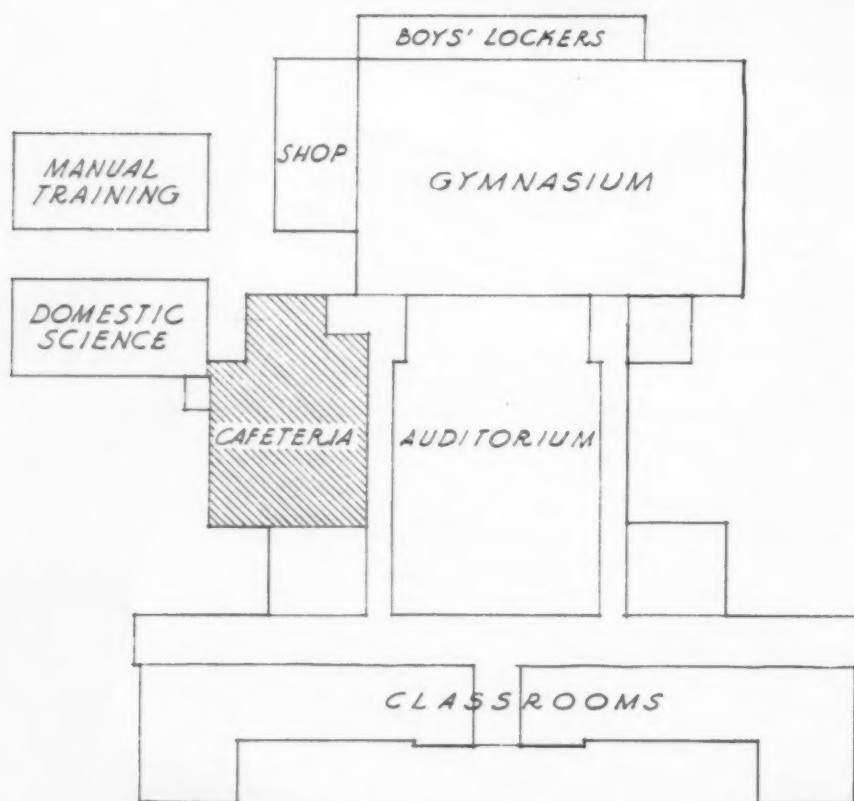 BOYS' LOCKERS
SHOP
GYMNASIUM
MANUAL
TRAINING
DOMESTIC
SCIENCE
CAFETERIA
AUDITORIUM
CLASSROOMS